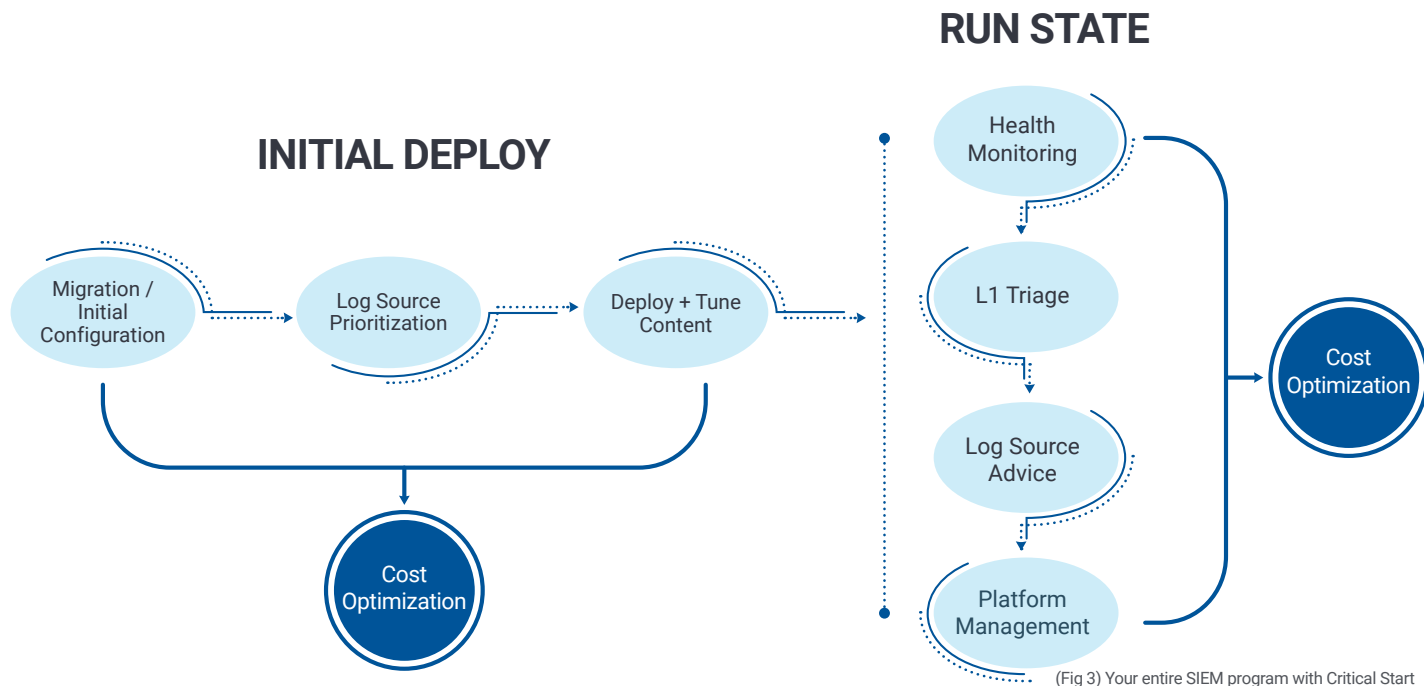 INITIAL DEPLOY
Migration /
Initial
Configuration
Log Source
Prioritization
Deploy + Tune
Content
Cost
Optimization
RUN STATE
Health
Monitoring
L1 Triage
Log Source
Advice
Platform
Management
Cost
Optimization
(Fig 3) Your entire SIEM program with Critical Start